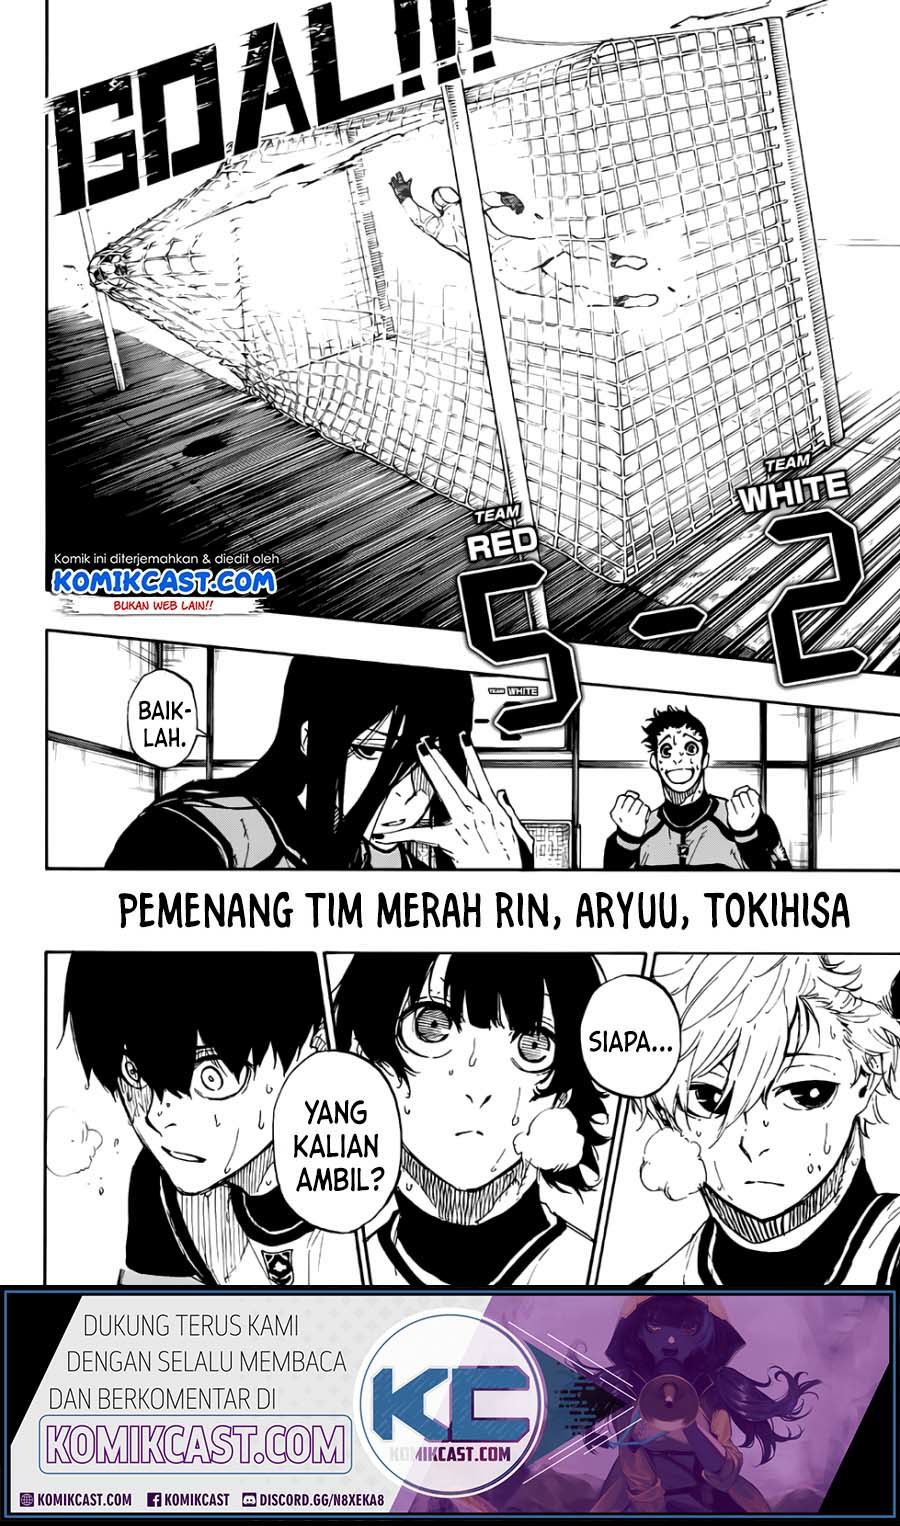 GOAL!!!
TEAM
WHITE
TEAM
RED
5-2
Komik ini diterjemahkan & diedit oleh
KOMIKCAST.COM
BUKAN WEB LAIN!!
TEAM WHITE
BAIK-
LAH.
PEMENANG TIM MERAH RIN, ARYUU, TOKIHISA
SIAPA...
YANG
KALIAN
AMBIL?
DUKUNG TERUS KAMI
DENGAN SELALU MEMBACA
DAN BERKOMENTAR DI
KOMIKCAST.COM
KC
KOMIKCAST.COM
KOMIKCAST.COM
KOMIKCAST
DISCORD.GG/N8XEKA8